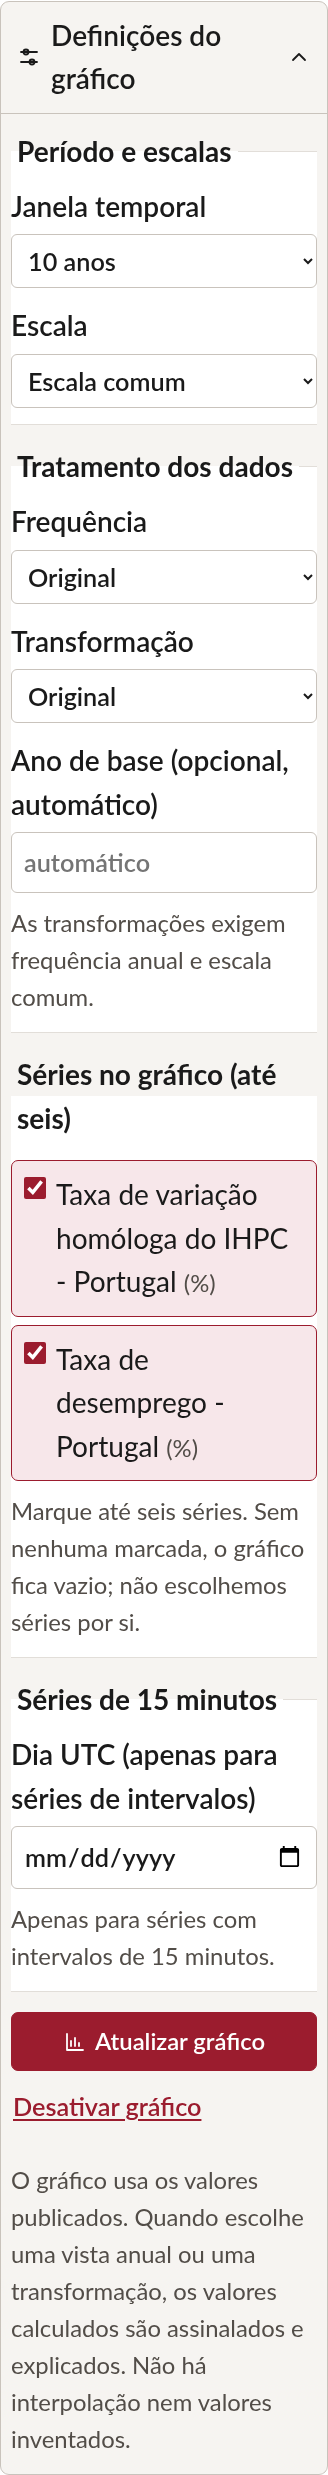 Definições do
gráfico
Período e escalas
Janela temporal
10 anos
Escala
Escala comum
Tratamento dos dados
Frequência
Original
Transformação
Original
Ano de base (opcional,
automático)
automático
As transformações exigem
frequência anual e escala
comum.
Séries no gráfico (até
seis)
Taxa de variação
homóloga do IHPC
- Portugal (%)
Taxa de
desemprego -
Portugal (%)
Marque até seis séries. Sem
nenhuma marcada, o gráfico
fica vazio; não escolhemos
séries por si.
Séries de 15 minutos
Dia UTC (apenas para
séries de intervalos)
mm/dd/yyyy
Apenas para séries com
intervalos de 15 minutos.
Atualizar gráfico
Desativar gráfico
O gráfico usa os valores
publicados. Quando escolhe
uma vista anual ou uma
transformação, os valores
calculados são assinalados e
explicados. Não há
interpolação nem valores
inventados.